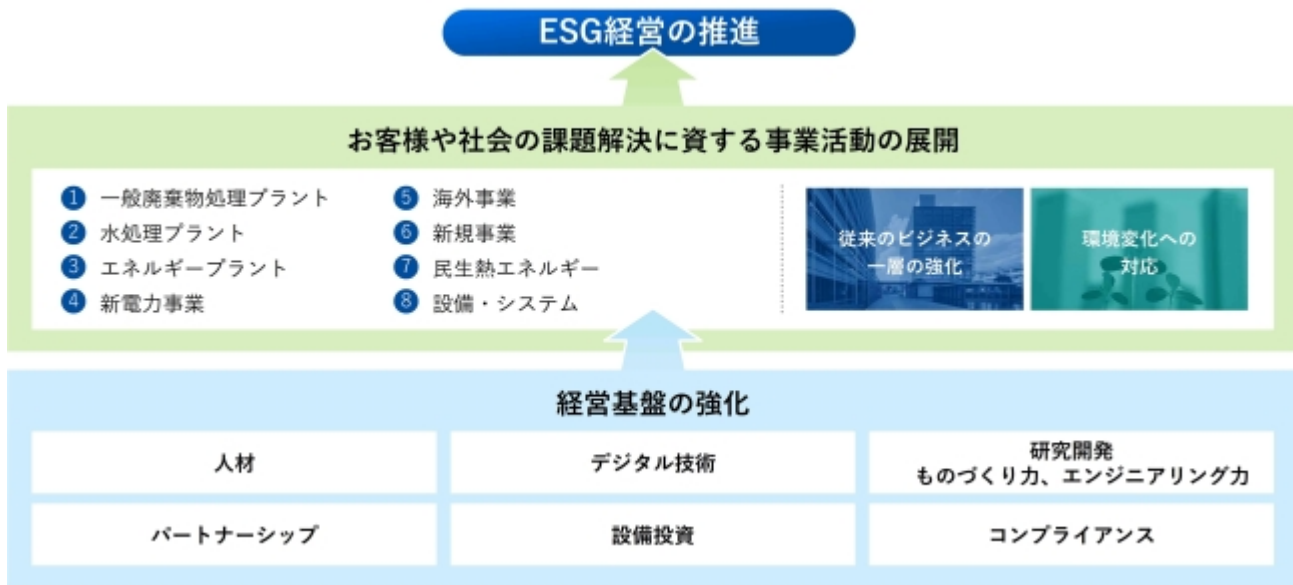 ESG経営の推進
お客様や社会の課題解決に資する事業活動の展開
1 一般廃棄物処理プラント
2 水処理プラント
3 エネルギープラント
4 新電力事業
5 海外事業
6 新規事業
7 民生熱エネルギー
8 設備・システム
従来のビジネスの
一層の強化
環境変化への
対応
経営基盤の強化
人材
デジタル技術
研究開発
ものづくり力、エンジニアリング力
パートナーシップ
設備投資
コンプライアンス